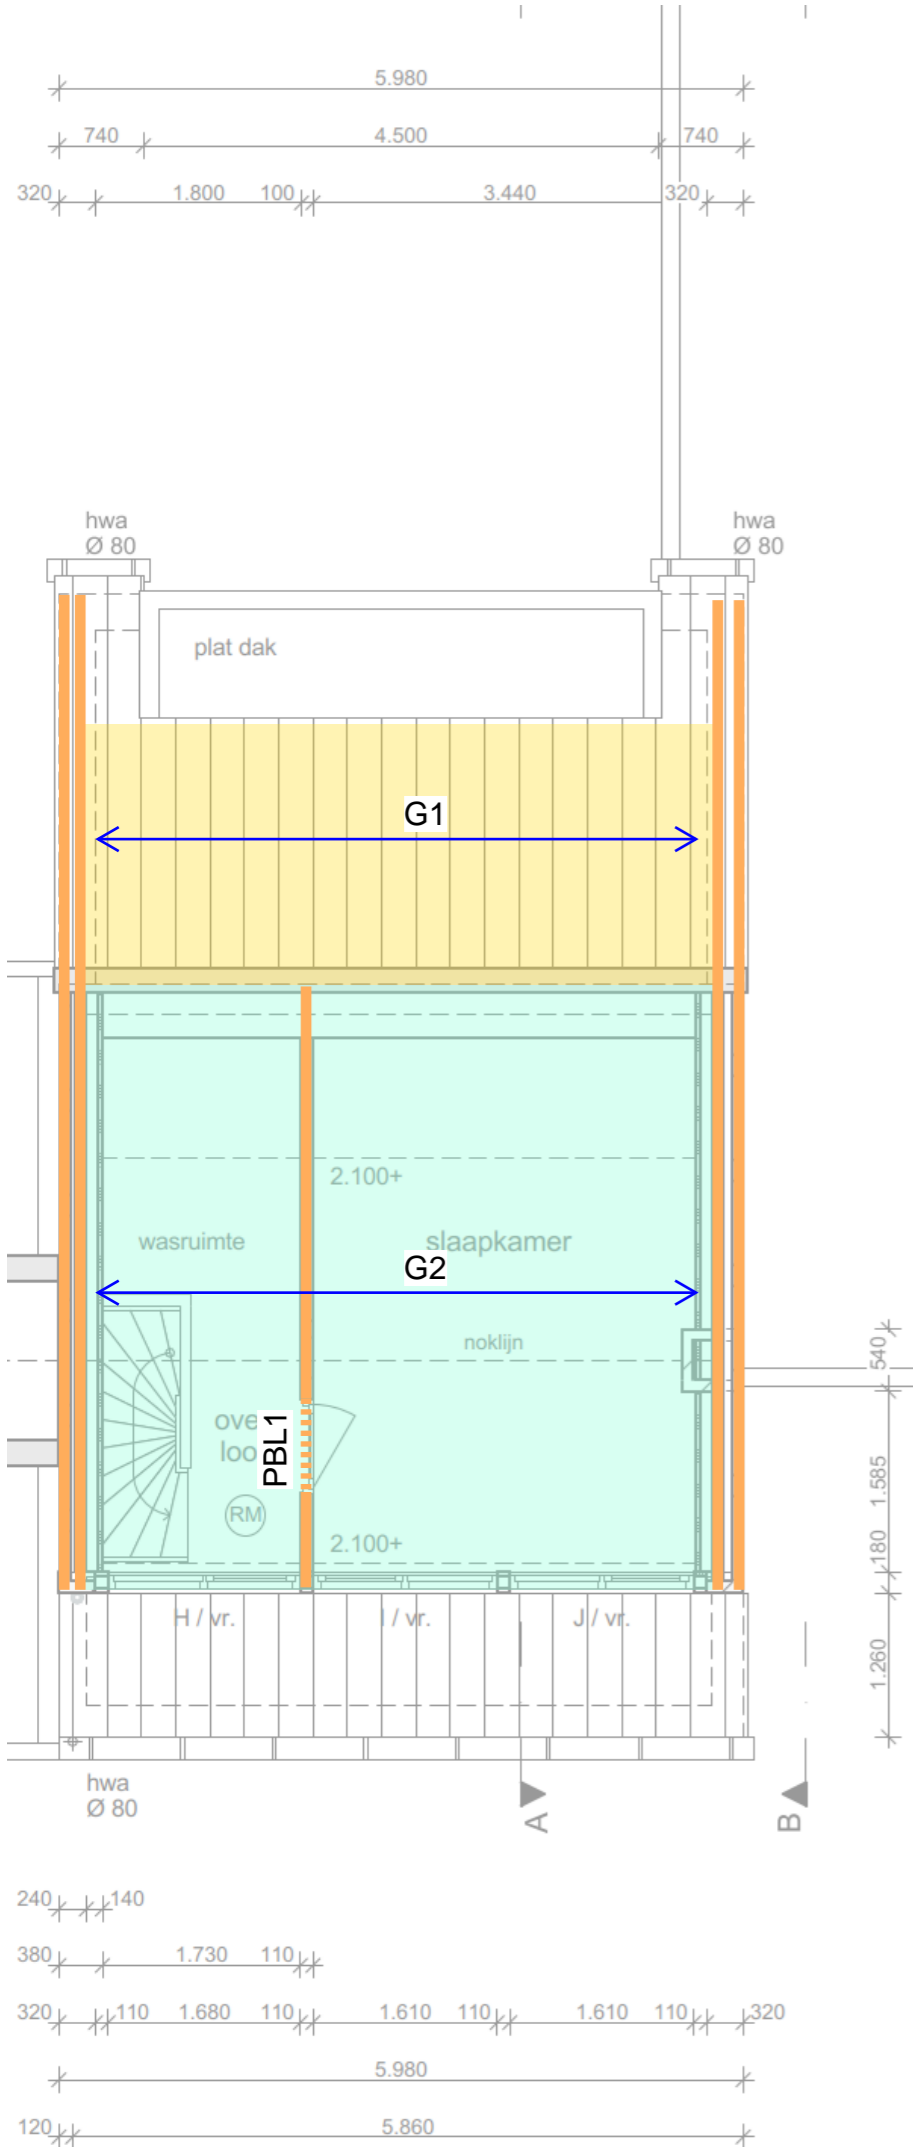 5.980
740 4.500 740
320 1.800 100 3.440 320
hwa
Ø 80
hwa
Ø 80
plat dak
G1
2.100+
wasruimte
slaapkamer
G2
noklijn
540
ove
loo
PBL1
1.585
RM
2.100+
180
H / vr. I / vr. J / vr.
1.260
hwa
Ø 80
A
B
240 140
380 1.730 110
320 110 1.680 110 1.610 110 1.610 110 320
5.980
120 5.860